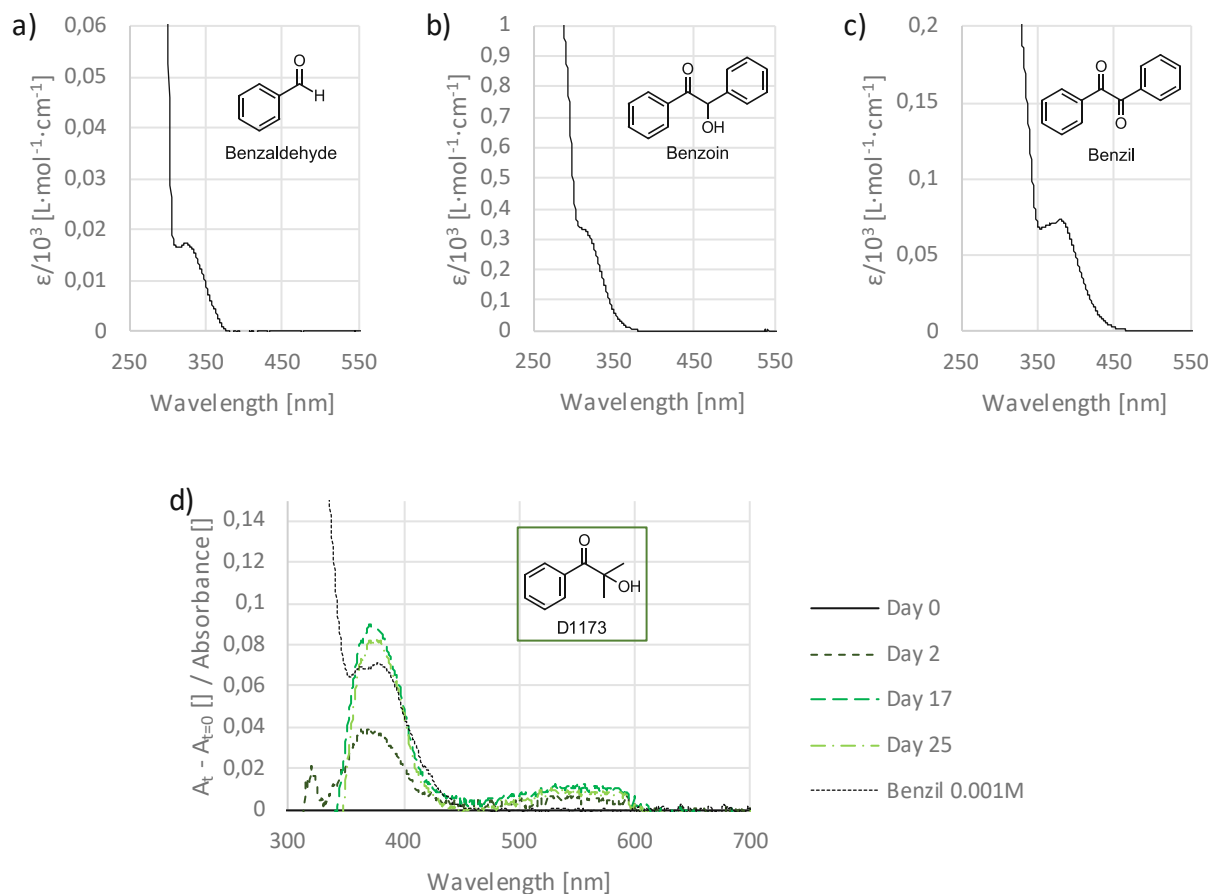 a)
ε/10³ [L·mol⁻¹·cm⁻¹]
0,06
0,05
0,04
0,03
0,02
0,01
0
O
H
Benzaldehyde
250 350 450 550
Wavelength [nm]
b)
ε/10³ [L·mol⁻¹·cm⁻¹]
1
0,9
0,8
0,7
0,6
0,5
0,4
0,3
0,2
0,1
0
O
OH
Benzoin
250 350 450 550
Wavelength [nm]
c)
ε/10³ [L·mol⁻¹·cm⁻¹]
0,2
0,15
0,1
0,05
0
O
O
Benzil
250 350 450 550
Wavelength [nm]
d)
A_t - A_t=0 [] / Absorbance []
0,14
0,12
0,1
0,08
0,06
0,04
0,02
0
O
OH
D1173
300 400 500 600 700
Wavelength [nm]
Day 0
Day 2
Day 17
Day 25
Benzil 0.001M